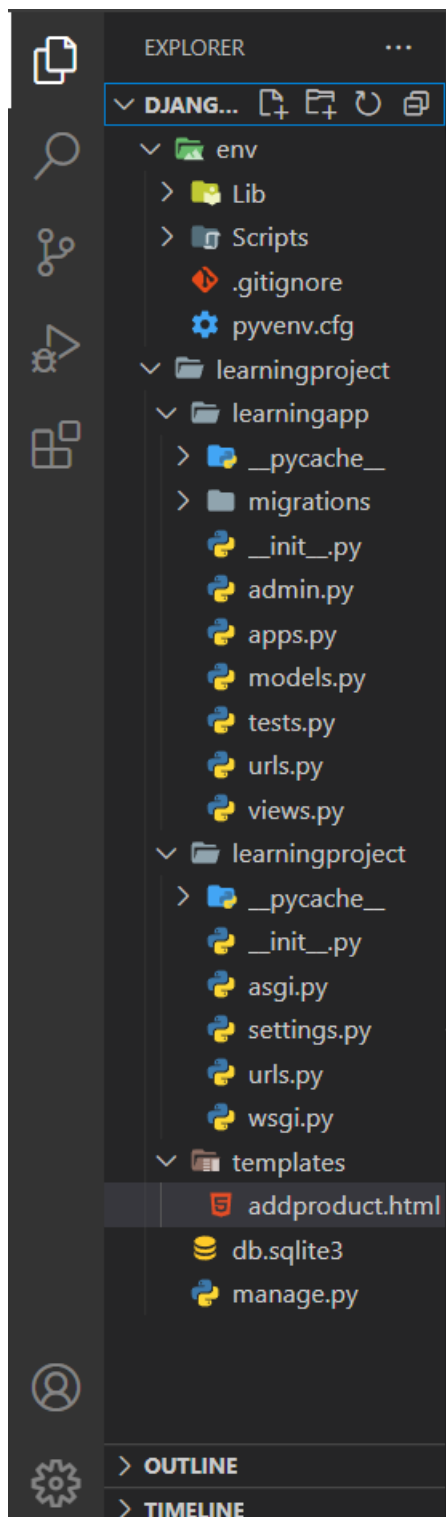 EXPLORER
DJANG...
env
Lib
Scripts
.gitignore
pyvenv.cfg
learningproject
learningapp
__pycache__
migrations
__init__.py
admin.py
apps.py
models.py
tests.py
urls.py
views.py
learningproject
__pycache__
__init__.py
asgi.py
settings.py
urls.py
wsgi.py
templates
addproduct.html
db.sqlite3
manage.py
OUTLINE
TIMELINE